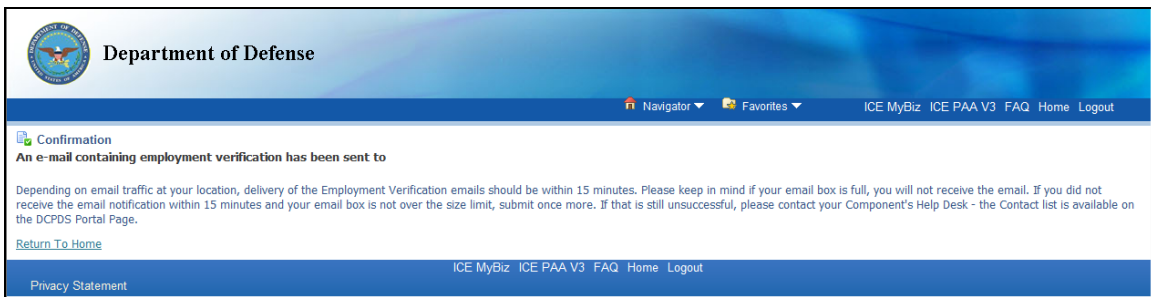 Department of Defense
Navigator Favorites ICE MyBiz ICE PAA V3 FAQ Home Logout
Confirmation
An e-mail containing employment verification has been sent to
Depending on email traffic at your location, delivery of the Employment Verification emails should be within 15 minutes. Please keep in mind if your email box is full, you will not receive the email. If you did not
receive the email notification within 15 minutes and your email box is not over the size limit, submit once more. If that is still unsuccessful, please contact your Component's Help Desk - the Contact list is available on
the DCPDS Portal Page.
Return To Home
ICE MyBiz ICE PAA V3 FAQ Home Logout
Privacy Statement